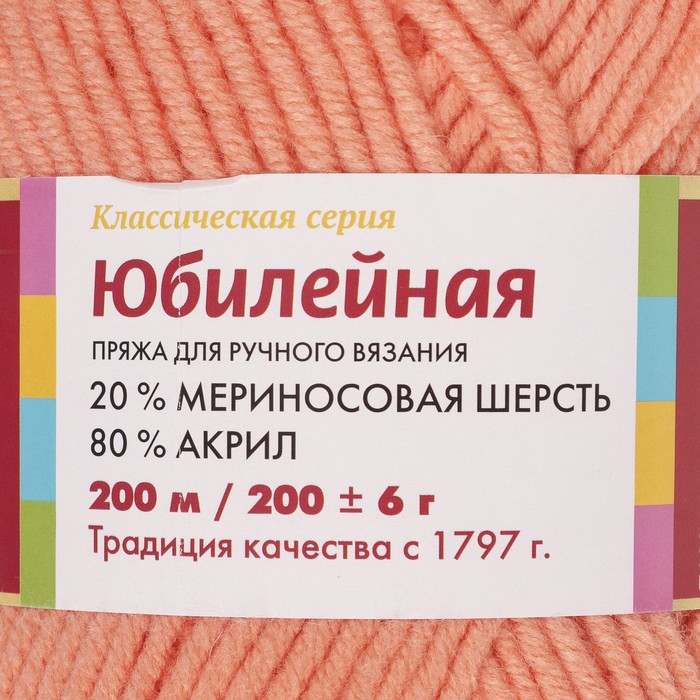 Классическая серия
Юбилейная
ПРЯЖА ДЛЯ РУЧНОГО ВЯЗАНИЯ
20 % МЕРИНОСОВАЯ ШЕРСТЬ
80 % АКРИЛ
200 м / 200 ± 6 г
Традиция качества с 1797 г.